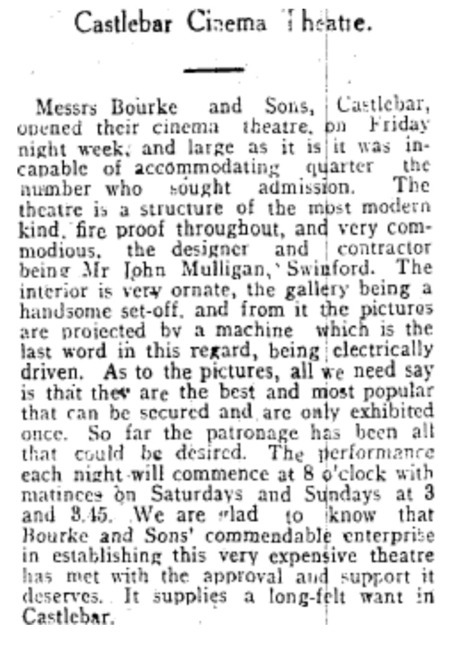 Castlebar Cinema Theatre.
Messrs Bourke and Sons, Castlebar,
opened their cinema theatre, on Friday
night week, and large as it is it was in-
capable of accommodating quarter the
number who sought admission. The
theatre is a structure of the most modern
kind, fire proof throughout, and very com-
modious, the designer and contractor
being Mr John Mulligan, Swinford. The
interior is very ornate, the gallery being a
handsome set-off, and from it the pictures
are projected by a machine which is the
last word in this regard, being electrically
driven. As to the pictures, all we need say
is that they are the best and most popular
that can be secured and are only exhibited
once. So far the patronage has been all
that could be desired. The performance
each night will commence at 8 o'clock with
matinees on Saturdays and Sundays at 3
and 3.45. We are glad to know that
Bourke and Sons' commendable enterprise
in establishing this very expensive theatre
has met with the approval and support it
deserves. It supplies a long-felt want in
Castlebar.